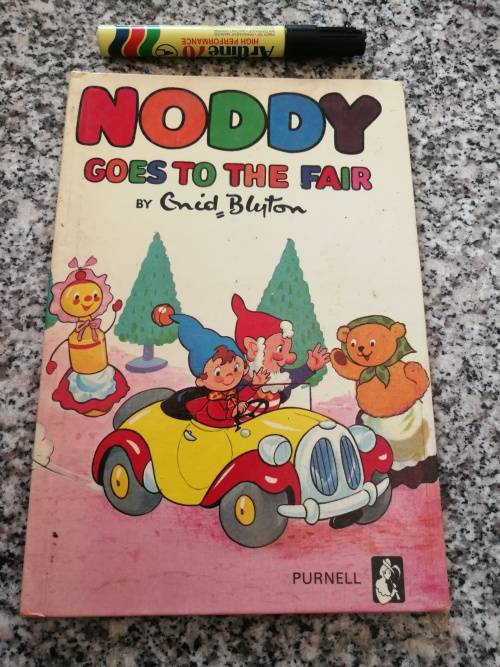 Artline 70
HIGH PERFORMANCE
NODDY
GOES TO THE FAIR
BY Enid Blyton
PURNELL